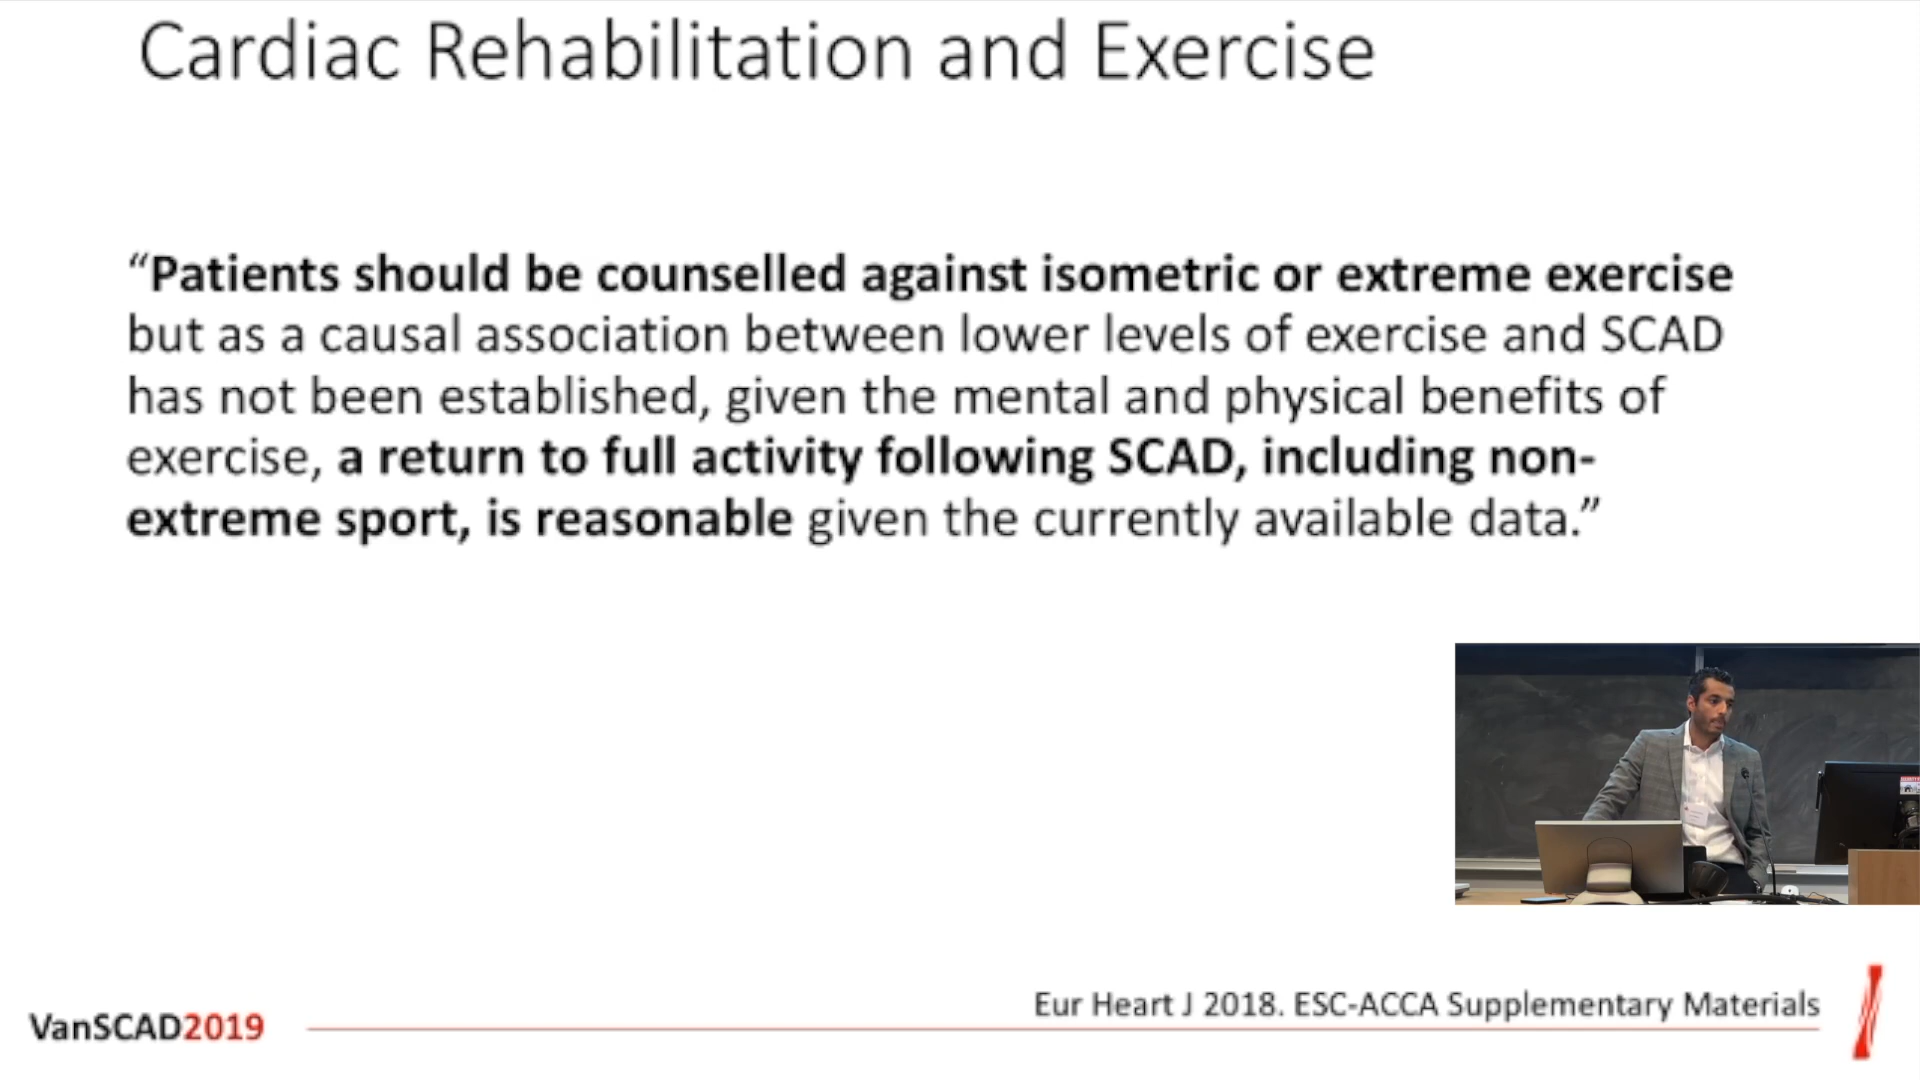 Cardiac Rehabilitation and Exercise
“Patients should be counselled against isometric or extreme exercise
but as a causal association between lower levels of exercise and SCAD
has not been established, given the mental and physical benefits of
exercise, a return to full activity following SCAD, including non-
extreme sport, is reasonable given the currently available data.”
Eur Heart J 2018. ESC-ACCA Supplementary Materials
VanSCAD2019